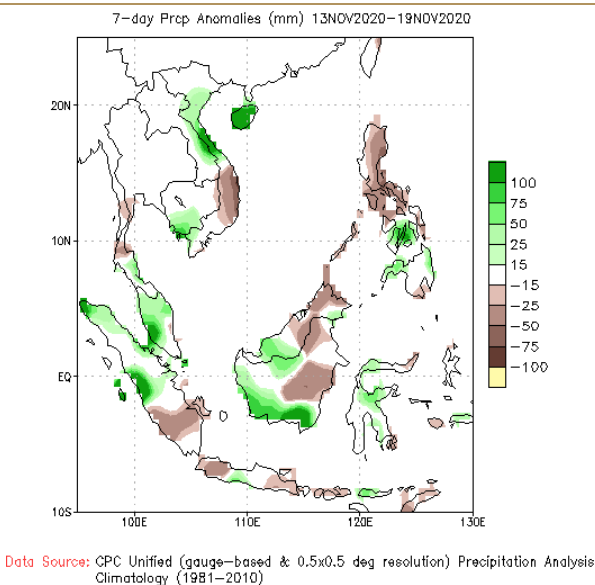 7-day Prcp Anomalies (mm) 13NOV2020-19NOV2020
20N
10N
EQ
10S
100E 110E 120E 130E
100
75
50
25
15
-15
-25
-50
-75
-100
Data Source: CPC Unified (gauge-based & 0.5x0.5 deg resolution) Precipitation Analysis
Climatology (1981-2010)